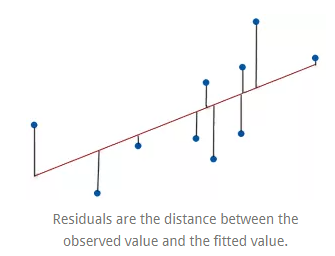 Residuals are the distance between the
observed value and the fitted value.